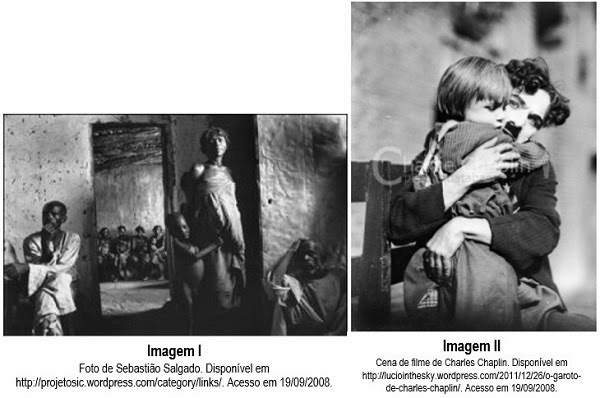 Imagem I
Foto de Sebastião Salgado. Disponível em
http://projetosic.wordpress.com/category/links/. Acesso em 19/09/2008.
Charles Chaplin
Imagem II
Cena de filme de Charles Chaplin. Disponível em
http://luciointhesky.wordpress.com/2011/12/26/o-garoto-
de-charles-chaplin/. Acesso em 19/09/2008.